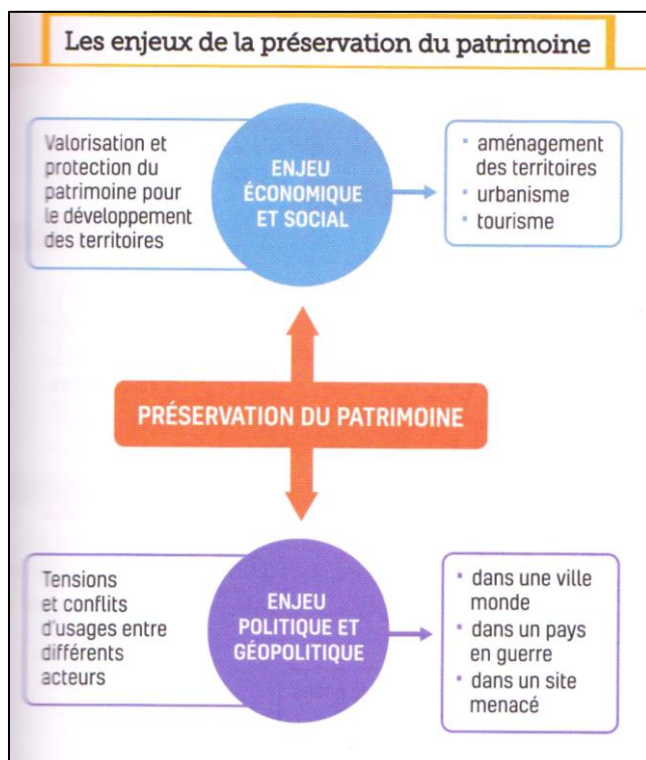 Les enjeux de la préservation du patrimoine
Valorisation et
protection du
patrimoine pour
le développement
des territoires
ENJEU
ÉCONOMIQUE
ET SOCIAL
▪ aménagement
des territoires
▪ urbanisme
▪ tourisme
PRÉSERVATION DU PATRIMOINE
Tensions
et conflits
d'usages entre
différents
acteurs
ENJEU
POLITIQUE ET
GÉOPOLITIQUE
▪ dans une ville
monde
▪ dans un pays
en guerre
▪ dans un site
menacé